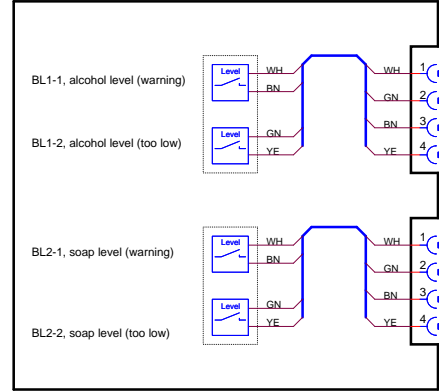 BL1-1, alcohol level (warning)
Level
WH
BN
WH
1
GN
2
BL1-2, alcohol level (too low)
Level
GN
YE
BN
3
YE
4
BL2-1, soap level (warning)
Level
WH
BN
WH
1
GN
2
BL2-2, soap level (too low)
Level
GN
YE
BN
3
YE
4